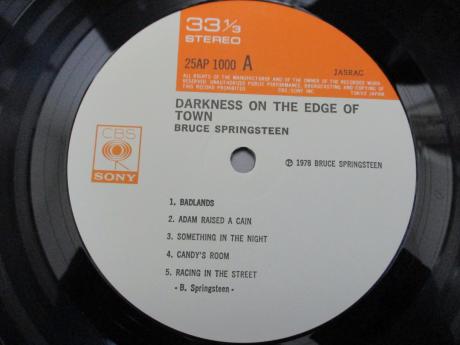 33 1/3
STEREO
25AP 1000 A
JASRAC
ALL RIGHTS OF THE MANUFACTURER AND OF THE OWNER OF THE RECORDED WORK
RESERVED. UNAUTHORIZED PUBLIC PERFORMANCE, BROADCASTING AND COPYING OF
THIS RECORD PROHIBITED CBS/SONY INC. TOKYO JAPAN
DARKNESS ON THE EDGE OF
TOWN
BRUCE SPRINGSTEEN
CBS
SONY
℗ 1978 BRUCE SPRINGSTEEN
1. BADLANDS
2. ADAM RAISED A CAIN
3. SOMETHING IN THE NIGHT
4. CANDY'S ROOM
5. RACING IN THE STREET
- B. Springsteen -